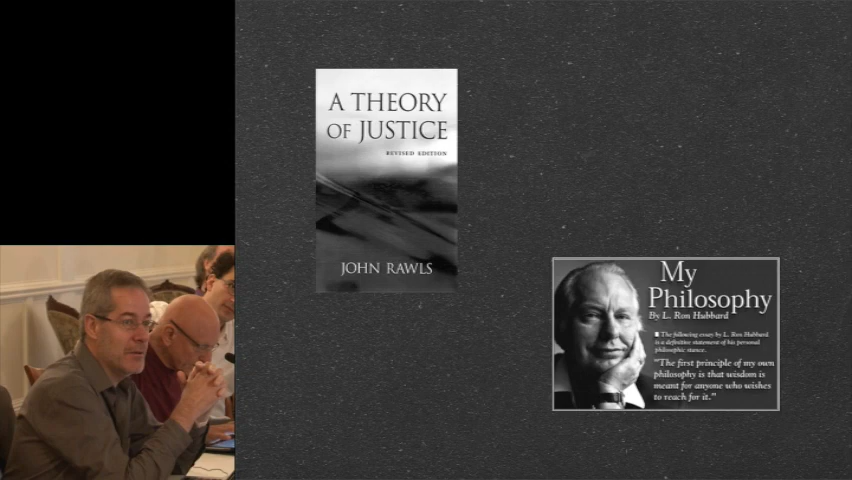 A THEORY
OF JUSTICE
REVISED EDITION
JOHN RAWLS
My
Philosophy
By L. Ron Hubbard
The following essay by L. Ron Hubbard
is a definitive statement of his personal
philosophic stance.
"The first principle of my own
philosophy is that wisdom is
meant for anyone who wishes
to reach for it."